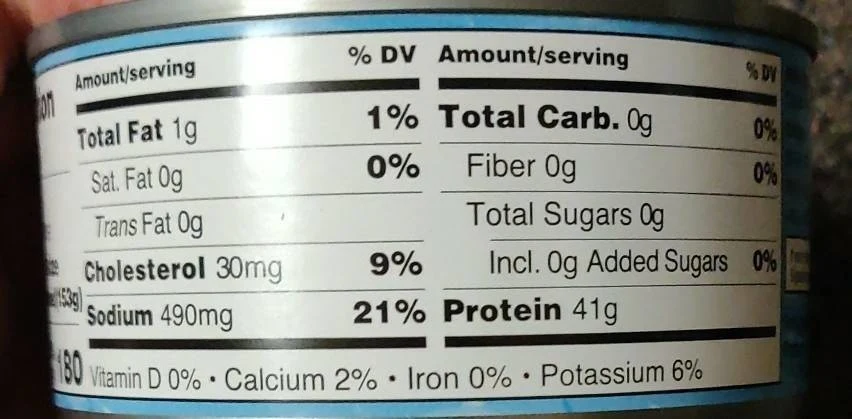 Amount/serving % DV
Total Fat 1g 1%
Sat. Fat 0g 0%
Trans Fat 0g
Cholesterol 30mg 9%
Sodium 490mg 21%
Amount/serving % DV
Total Carb. 0g 0%
Fiber 0g 0%
Total Sugars 0g
Incl. 0g Added Sugars 0%
Protein 41g
(153g)
180
Vitamin D 0% • Calcium 2% • Iron 0% • Potassium 6%